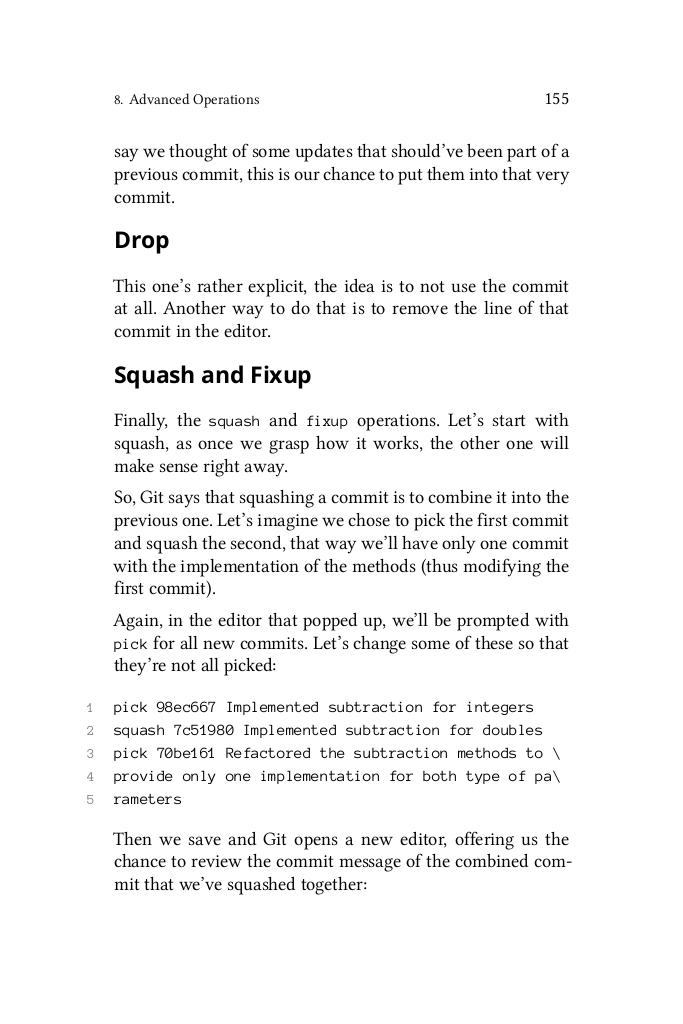 8. Advanced Operations 155
say we thought of some updates that should’ve been part of a
previous commit, this is our chance to put them into that very
commit.
Drop
This one’s rather explicit, the idea is to not use the commit
at all. Another way to do that is to remove the line of that
commit in the editor.
Squash and Fixup
Finally, the squash and fixup operations. Let’s start with
squash, as once we grasp how it works, the other one will
make sense right away.
So, Git says that squashing a commit is to combine it into the
previous one. Let’s imagine we chose to pick the first commit
and squash the second, that way we’ll have only one commit
with the implementation of the methods (thus modifying the
first commit).
Again, in the editor that popped up, we’ll be prompted with
pick for all new commits. Let’s change some of these so that
they’re not all picked:
1 pick 98ec667 Implemented subtraction for integers
2 squash 7c51980 Implemented subtraction for doubles
3 pick 70be161 Refactored the subtraction methods to \
4 provide only one implementation for both type of pa\
5 rameters
Then we save and Git opens a new editor, offering us the
chance to review the commit message of the combined com-
mit that we’ve squashed together: